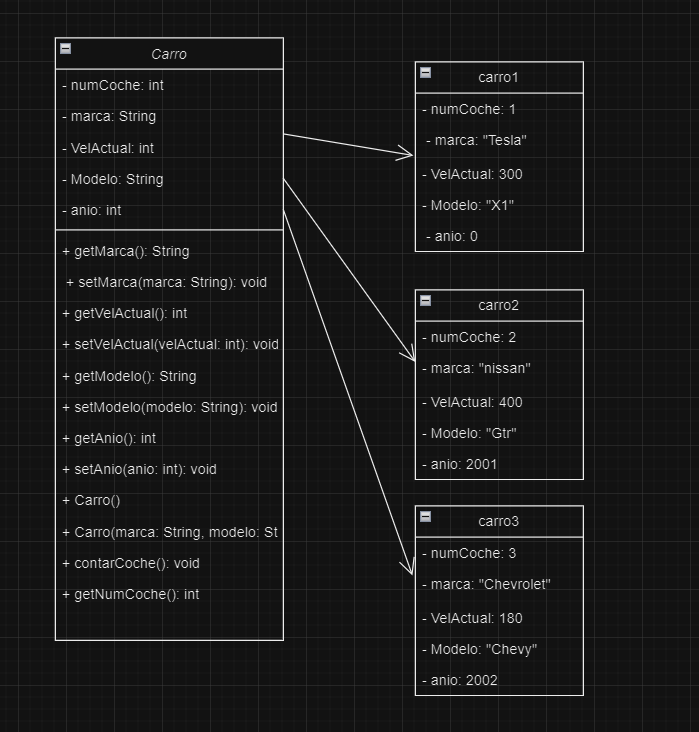 Carro
- numCoche: int
- marca: String
- VelActual: int
- Modelo: String
- anio: int
+ getMarca(): String
+ setMarca(marca: String): void
+ getVelActual(): int
+ setVelActual(velActual: int): void
+ getModelo(): String
+ setModelo(modelo: String): void
+ getAnio(): int
+ setAnio(anio: int): void
+ Carro()
+ Carro(marca: String, modelo: St
+ contarCoche(): void
+ getNumCoche(): int
carro1
- numCoche: 1
- marca: "Tesla"
- VelActual: 300
- Modelo: "X1"
- anio: 0
carro2
- numCoche: 2
- marca: "nissan"
- VelActual: 400
- Modelo: "Gtr"
- anio: 2001
carro3
- numCoche: 3
- marca: "Chevrolet"
- VelActual: 180
- Modelo: "Chevy"
- anio: 2002